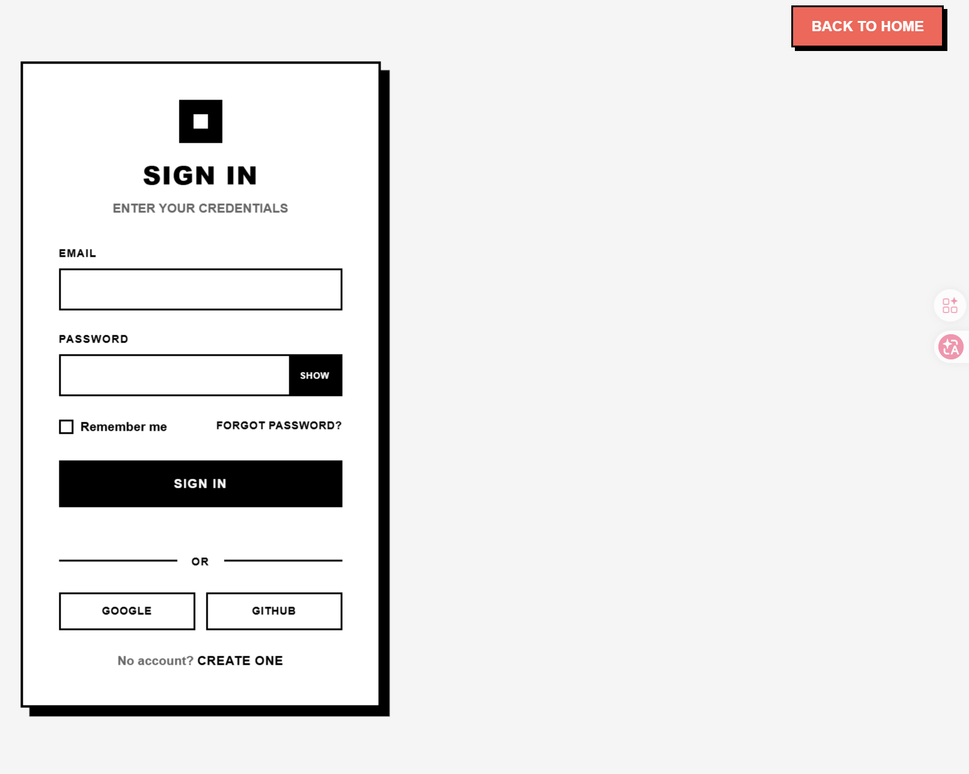 BACK TO HOME
SIGN IN
ENTER YOUR CREDENTIALS
EMAIL
PASSWORD
SHOW
Remember me
FORGOT PASSWORD?
SIGN IN
OR
GOOGLE
GITHUB
No account? CREATE ONE
A